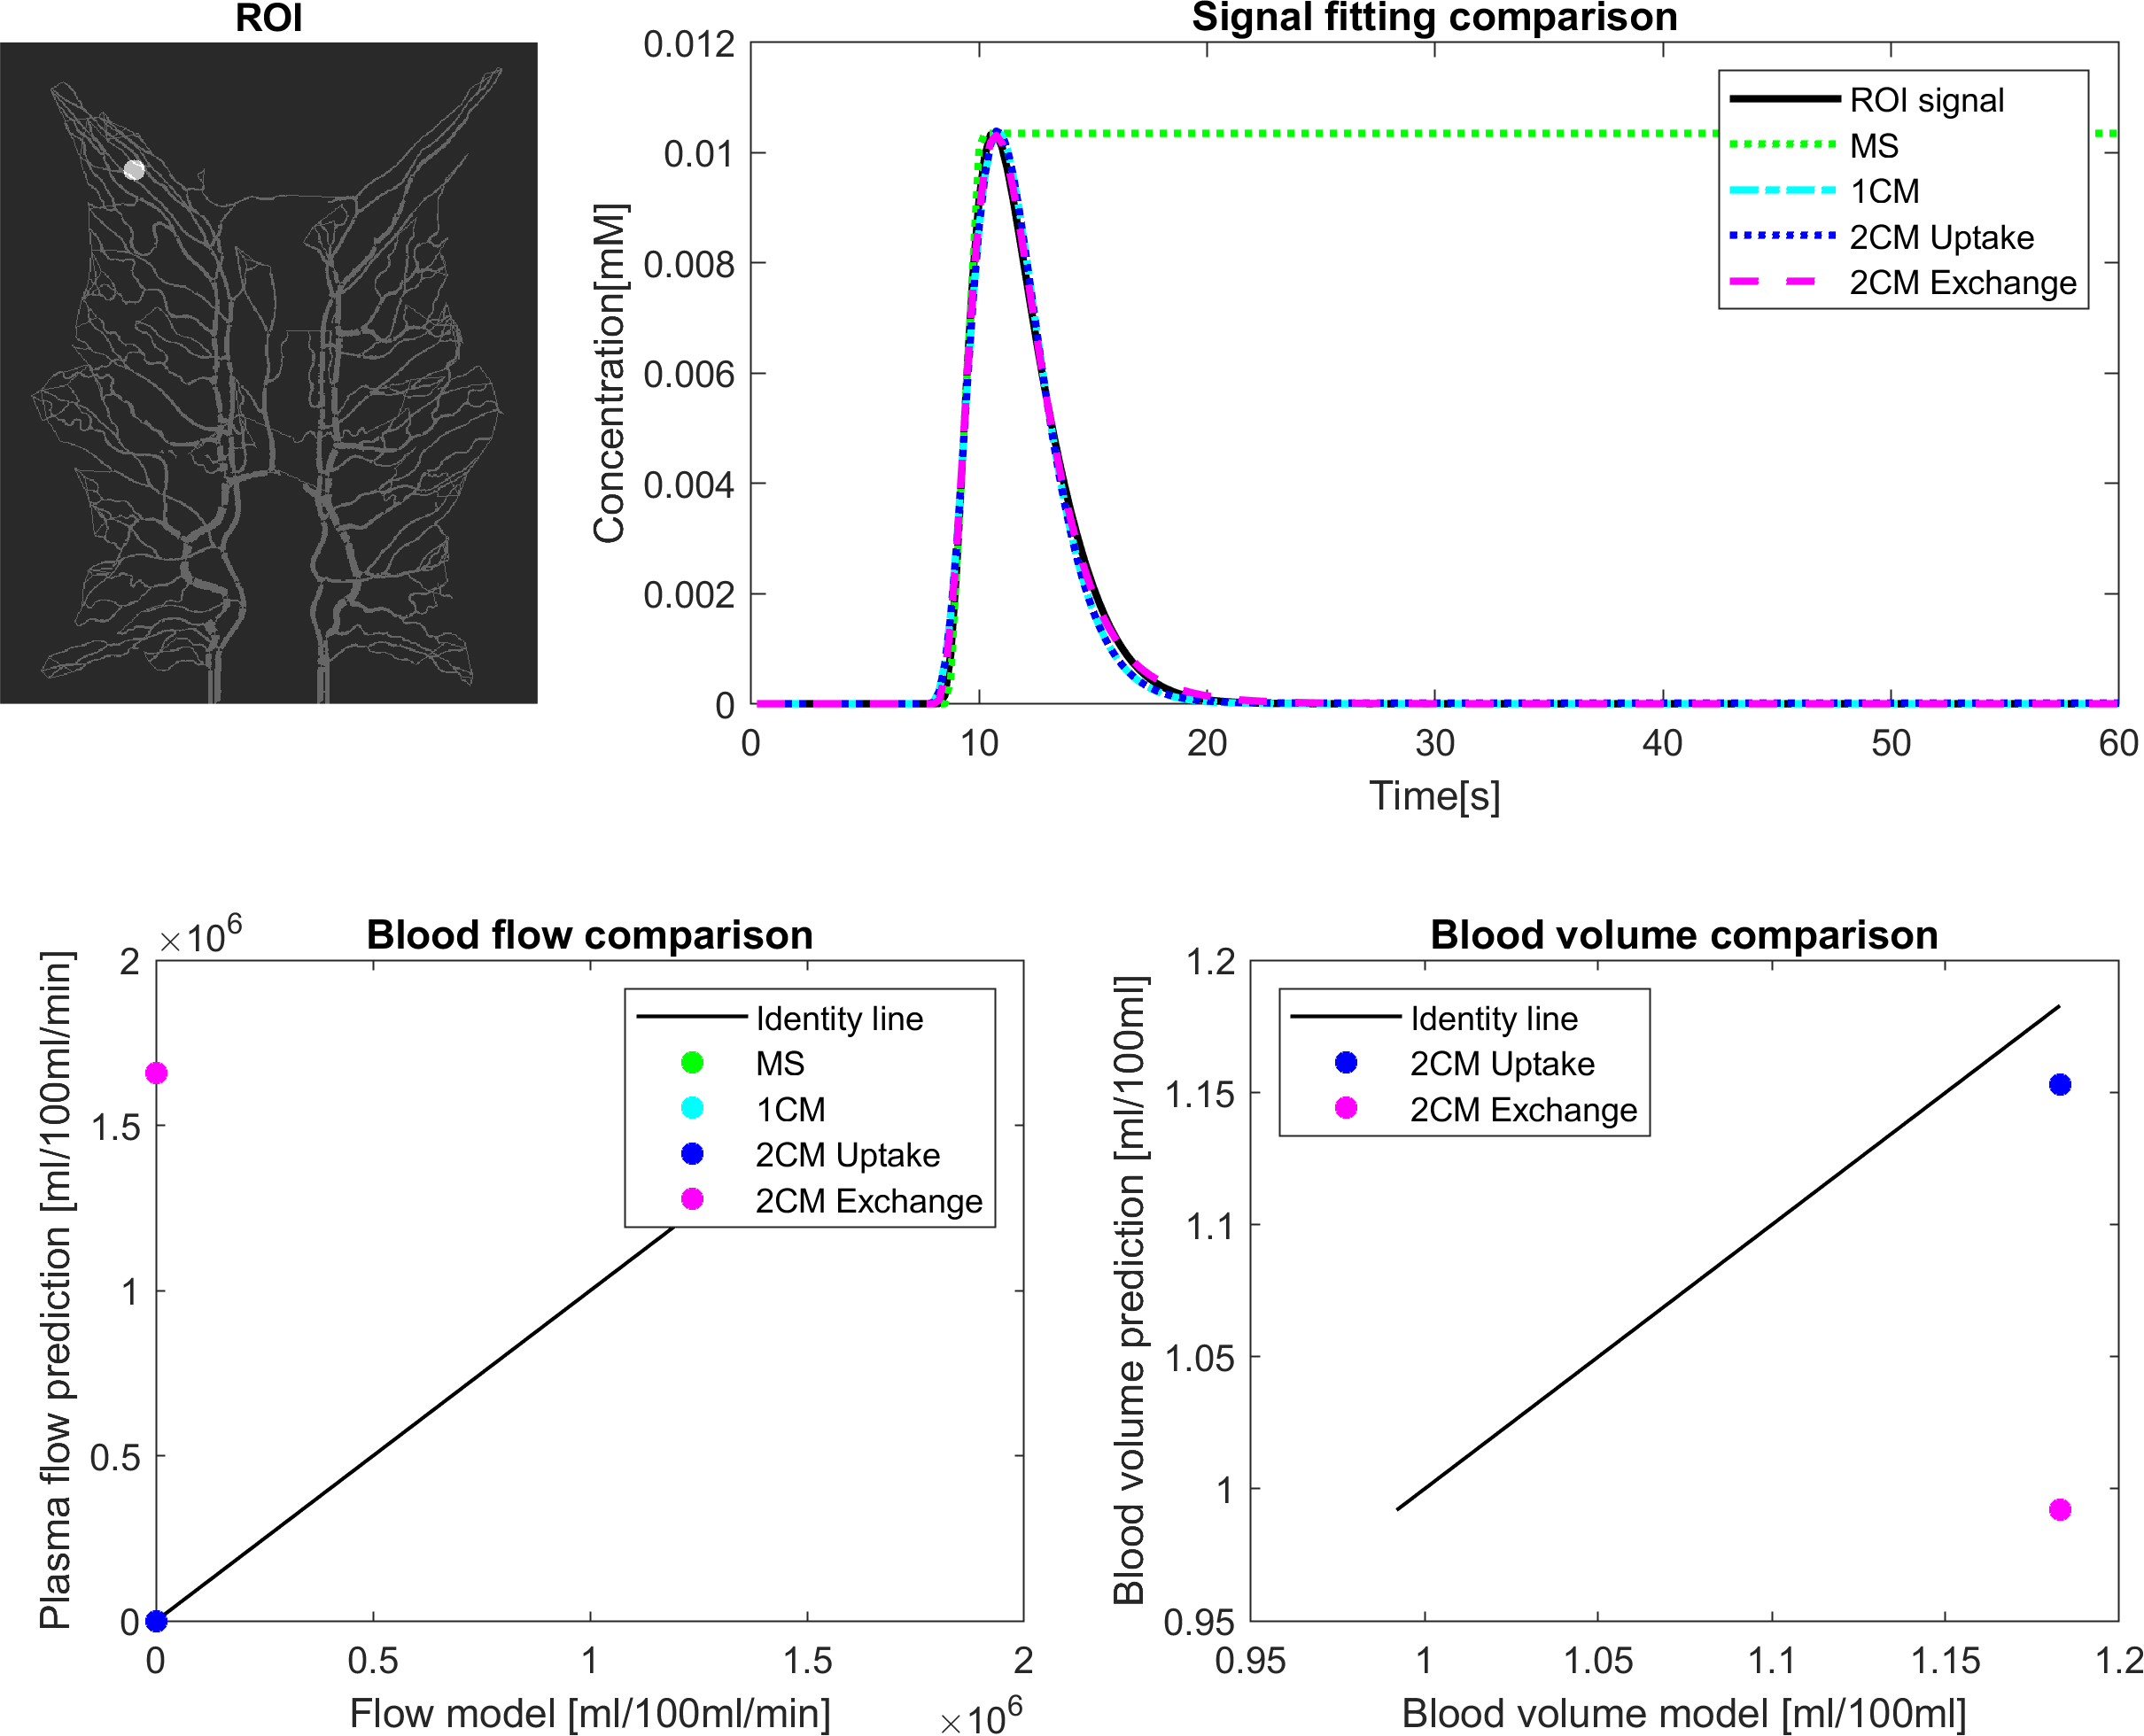 ROI
Signal fitting comparison
0.012
0.01
0.008
0.006
0.004
0.002
0
Concentration[mM]
ROI signal
MS
1CM
2CM Uptake
2CM Exchange
0 10 20 30 40 50 60
Time[s]
×10^6
Blood flow comparison
2
1.5
1
0.5
0
Plasma flow prediction [ml/100ml/min]
Identity line
MS
1CM
2CM Uptake
2CM Exchange
0 0.5 1 1.5 2
Flow model [ml/100ml/min]
×10^6
Blood volume comparison
1.2
1.15
1.1
1.05
1
0.95
Blood volume prediction [ml/100ml]
Identity line
2CM Uptake
2CM Exchange
0.95 1 1.05 1.1 1.15 1.2
Blood volume model [ml/100ml]